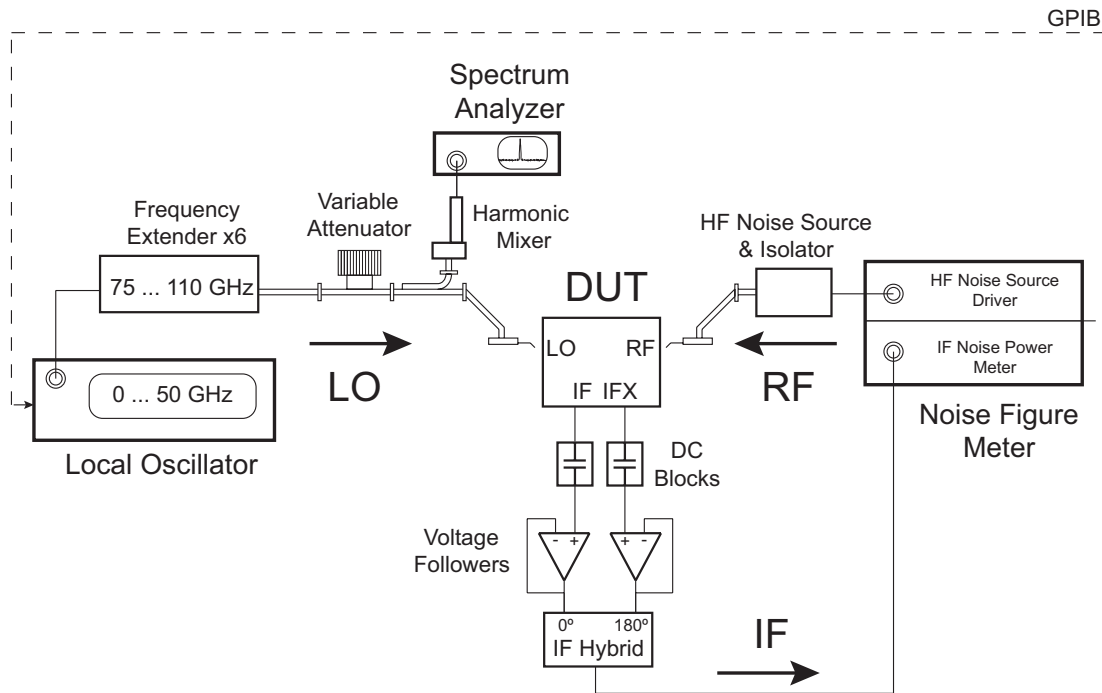 GPIB
Spectrum
Analyzer
Variable
Attenuator
Harmonic
Mixer
Frequency
Extender x6
75 ... 110 GHz
HF Noise Source
& Isolator
HF Noise Source
Driver
IF Noise Power
Meter
Noise Figure
Meter
DUT
LO
RF
IF IFX
LO
RF
0 ... 50 GHz
Local Oscillator
DC
Blocks
Voltage
Followers
- +
+ -
0º 180º
IF Hybrid
IF